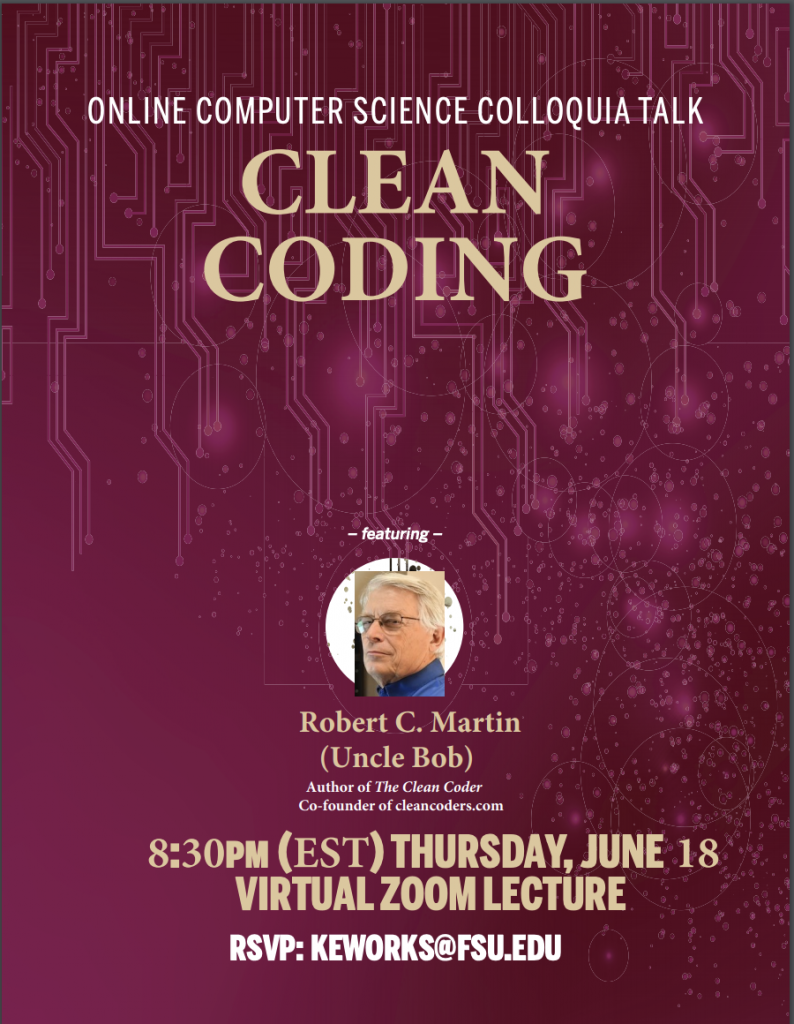 ONLINE COMPUTER SCIENCE COLLOQUIA TALK
CLEAN
CODING
– featuring –
Robert C. Martin
(Uncle Bob)
Author of The Clean Coder
Co-founder of cleancoders.com
8:30PM (EST) THURSDAY, JUNE 18
VIRTUAL ZOOM LECTURE
RSVP: KEWORKS@FSU.EDU